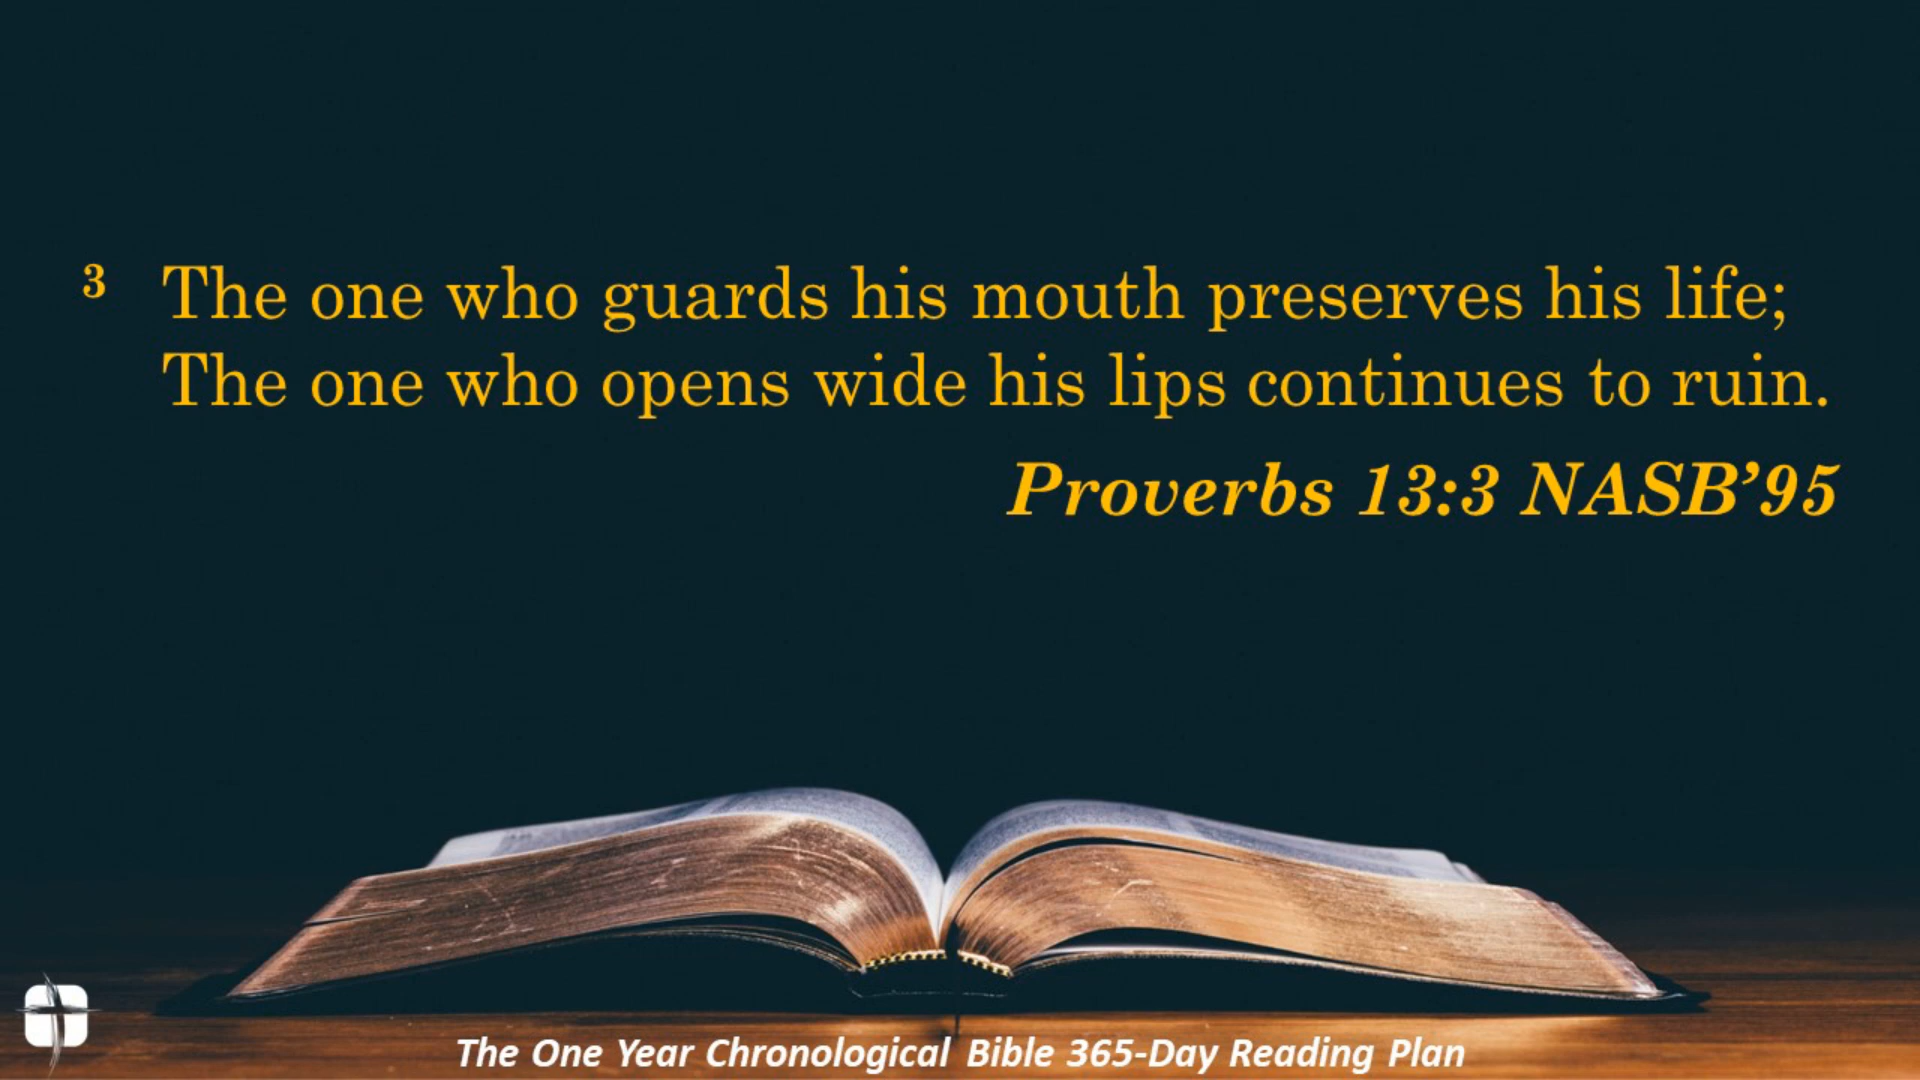 3 The one who guards his mouth preserves his life;
The one who opens wide his lips continues to ruin.
Proverbs 13:3 NASB’95
The One Year Chronological Bible 365-Day Reading Plan